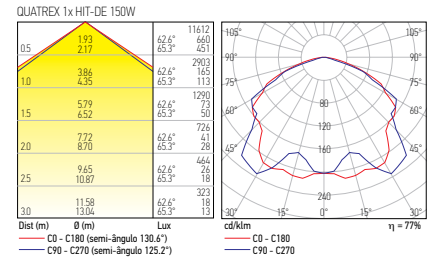 QUATREX 1x HIT-DE 150W
11612
1.93 62.6° 660
0.5 2.17 65.3° 451
2903
3.86 62.6° 165
1.0 4.35 65.3° 113
1290
5.79 62.6° 73
1.5 6.52 65.3° 50
726
7.72 62.6° 41
2.0 8.70 65.3° 28
464
9.65 62.6° 26
2.5 10.87 65.3° 18
323
11.58 62.6° 18
3.0 13.04 65.3° 13
Dist (m) Ø (m) Lux
C0 - C180 (semi-ângulo 130.6°)
C90 - C270 (semi-ângulo 125.2°)
105° 105°
90° 90°
75° 75°
80
60° 60°
120
45° 45°
160
240
30° 15° 0° 15° 30°
cd/klm η = 77%
C0 - C180
C90 - C270